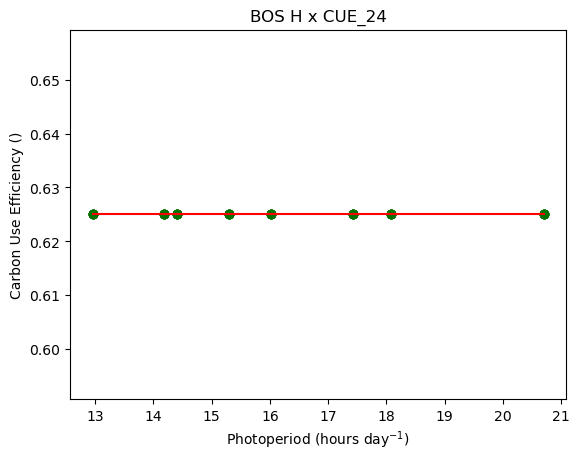 BOS H x CUE_24
Carbon Use Efficiency ()
0.65
0.64
0.63
0.62
0.61
0.60
13 14 15 16 17 18 19 20 21
Photoperiod (hours day⁻¹)